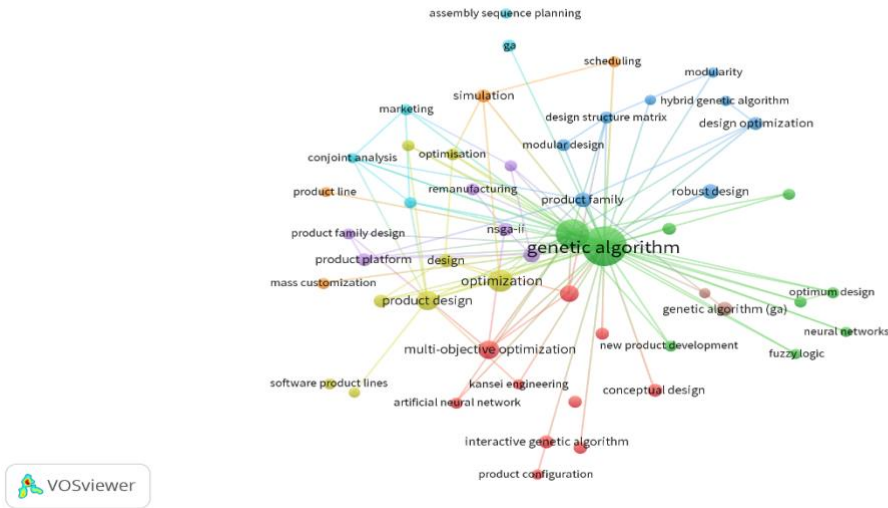 assembly sequence planning
ga
scheduling
modularity
simulation
hybrid genetic algorithm
marketing
design structure matrix
design optimization
modular design
optimisation
conjoint analysis
product line
remanufacturing
robust design
product family
nsga-ii
product family design
genetic algorithm
product platform
design
mass customization
optimization
optimum design
product design
genetic algorithm (ga)
neural networks
new product development
multi-objective optimization
fuzzy logic
software product lines
kansei engineering
conceptual design
artificial neural network
interactive genetic algorithm
product configuration
VOSviewer